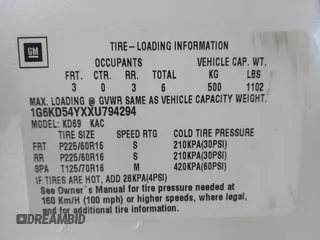 GM
TIRE-LOADING INFORMATION
OCCUPANTS VEHICLE CAP. WT.
FRT CTR RR TOTAL KG LBS
3 0 3 6 500 1102
MAX. LOADING @ GVWR SAME AS VEHICLE CAPACITY WEIGHT.
1G6KD54YXXU794294
MODEL: KD69 KAC
TIRE SIZE SPEED RTG COLD TIRE PRESSURE
FRT P225/60R16 S 210KPA(30PSI)
RR P225/60R16 S 210KPA(30PSI)
SPA T125/70R16 M 420KPA(60PSI)
IF TIRES ARE HOT, ADD 28KPA(4PSI)
See Owner's Manual for tire pressure needed at
160 Km/H (100 mph) or higher speeds, where legal,
and for additional information.
AUTOBIDCAR